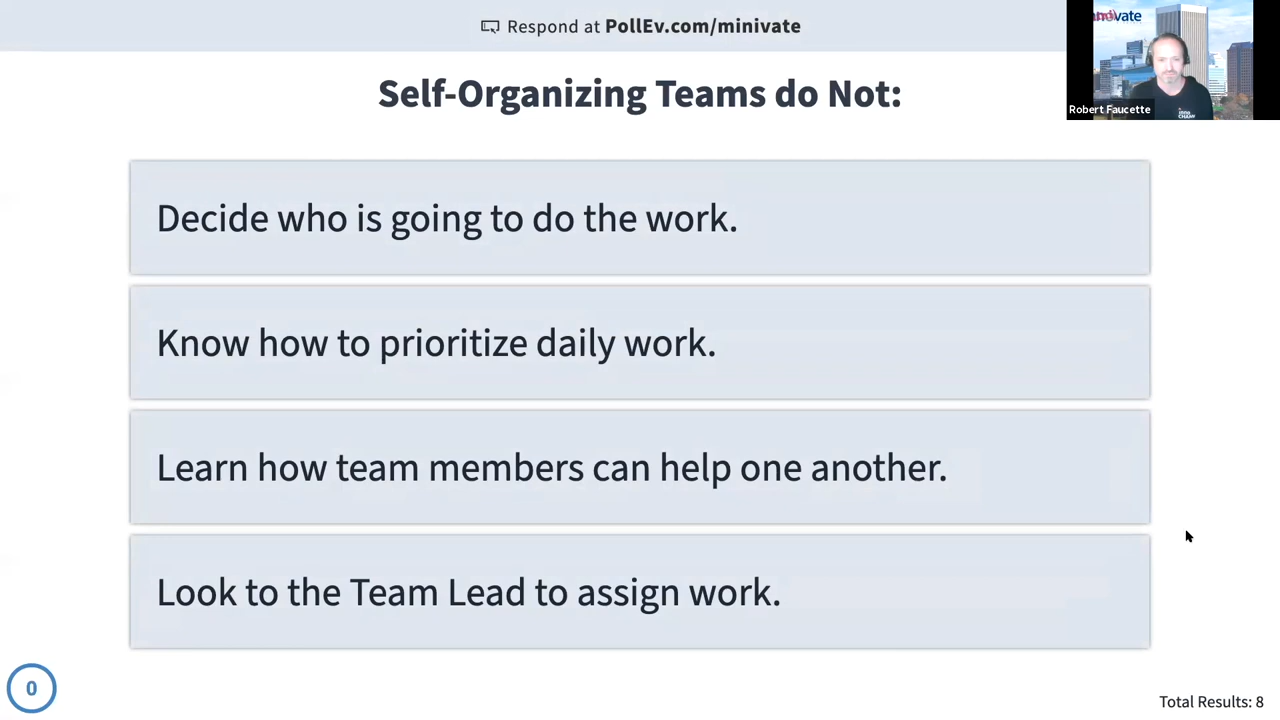 Respond at PollEv.com/minivate
innovate
Robert Faucette
Self-Organizing Teams do Not:
Decide who is going to do the work.
Know how to prioritize daily work.
Learn how team members can help one another.
Look to the Team Lead to assign work.
0
Total Results: 8